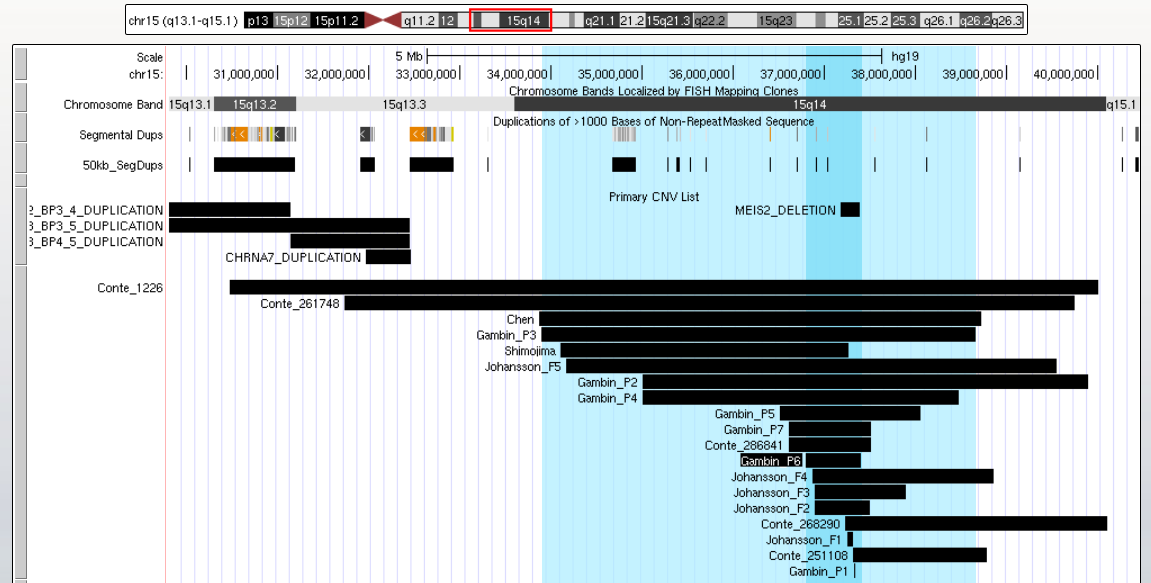 chr15 (q13.1-q15.1) p13 15p12 15p11.2 q11.2 12 15q14 q21.1 21.2 15q21.3 q22.2 15q23 25.1 25.2 25.3 q26.1 q26.2 q26.3
Scale 5 Mb hg19
chr15: 31,000,000 32,000,000 33,000,000 34,000,000 35,000,000 36,000,000 37,000,000 38,000,000 39,000,000 40,000,000
Chromosome Bands Localized by FISH Mapping Clones
Chromosome Band 15q13.1 15q13.2 15q13.3 15q14 q15.1
Duplications of >1000 Bases of Non-RepeatMasked Sequence
Segmental Dups
50kb_SegDups
Primary CNV List
2_BP3_4_DUPLICATION MEIS2_DELETION
3_BP3_5_DUPLICATION
3_BP4_5_DUPLICATION
CHRNA7_DUPLICATION
Conte_1226
Conte_261748
Chen
Gambin_P3
Shimojima
Johansson_F5
Gambin_P2
Gambin_P4
Gambin_P5
Gambin_P7
Conte_286841
Gambin_P6
Johansson_F4
Johansson_F3
Johansson_F2
Conte_268290
Johansson_F1
Conte_251108
Gambin_P1